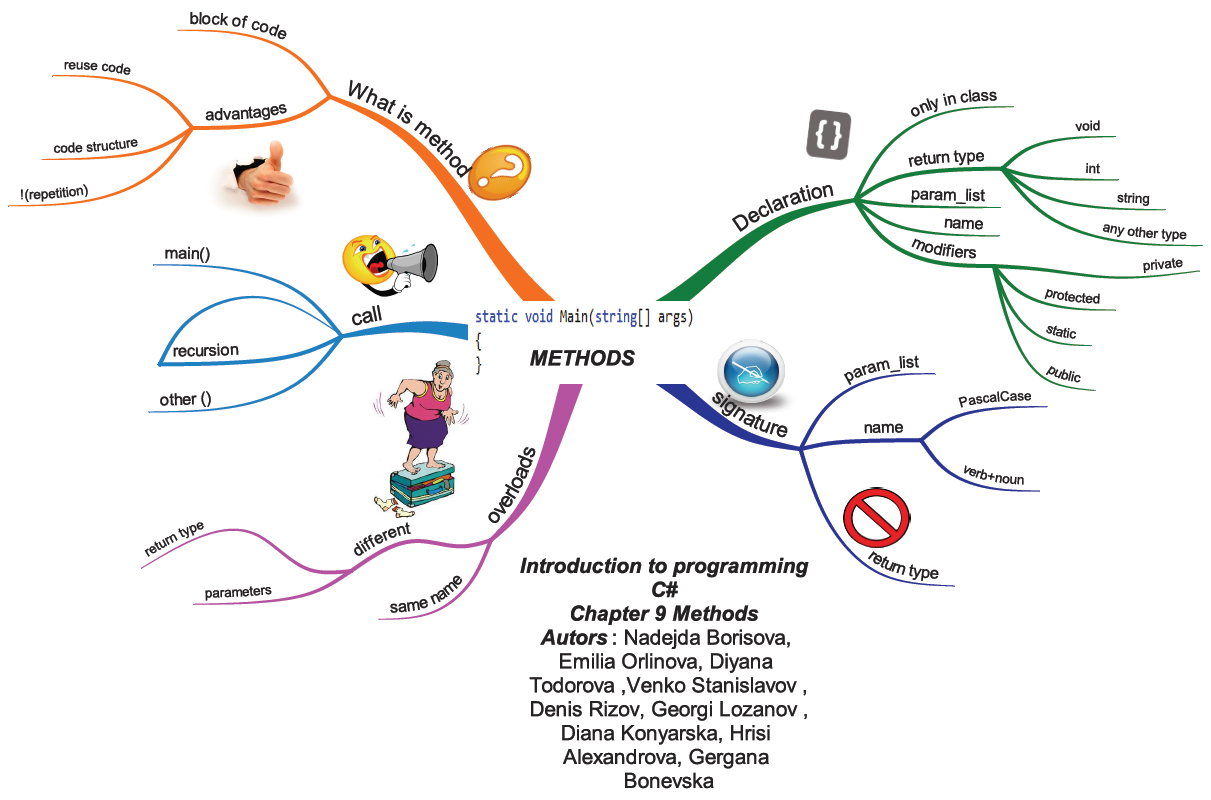 What is method
block of code
advantages
reuse code
code structure
!(repetition)
call
main()
recursion
other ()
overloads
different
return type
parameters
same name
static void Main(string[] args)
{
}
METHODS
Declaration
only in class
return type
void
int
string
any other type
param_list
name
modifiers
private
protected
static
public
signature
param_list
name
PascalCase
verb+noun
return type
Introduction to programming
C#
Chapter 9 Methods
Autors : Nadejda Borisova,
Emilia Orlinova, Diyana
Todorova ,Venko Stanislavov ,
Denis Rizov, Georgi Lozanov ,
Diana Konyarska, Hrisi
Alexandrova, Gergana
Bonevska